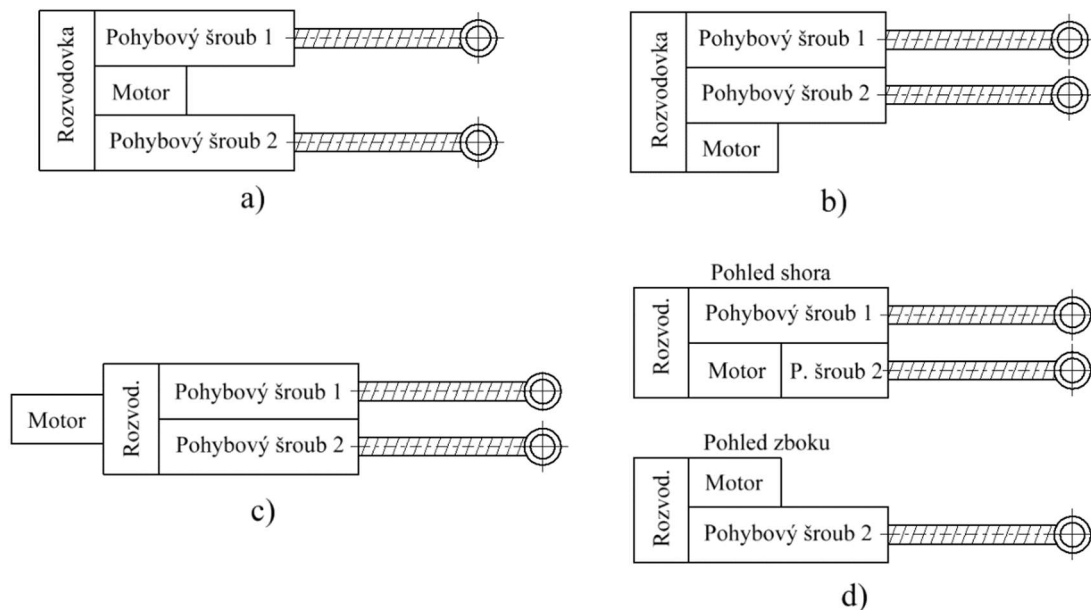 Rozvodovka
Pohybový šroub 1
Motor
Pohybový šroub 2
a)
Rozvodovka
Pohybový šroub 1
Pohybový šroub 2
Motor
b)
Motor
Rozvod.
Pohybový šroub 1
Pohybový šroub 2
c)
Pohled shora
Rozvod.
Pohybový šroub 1
Motor
P. šroub 2
Pohled zboku
Rozvod.
Motor
Pohybový šroub 2
d)